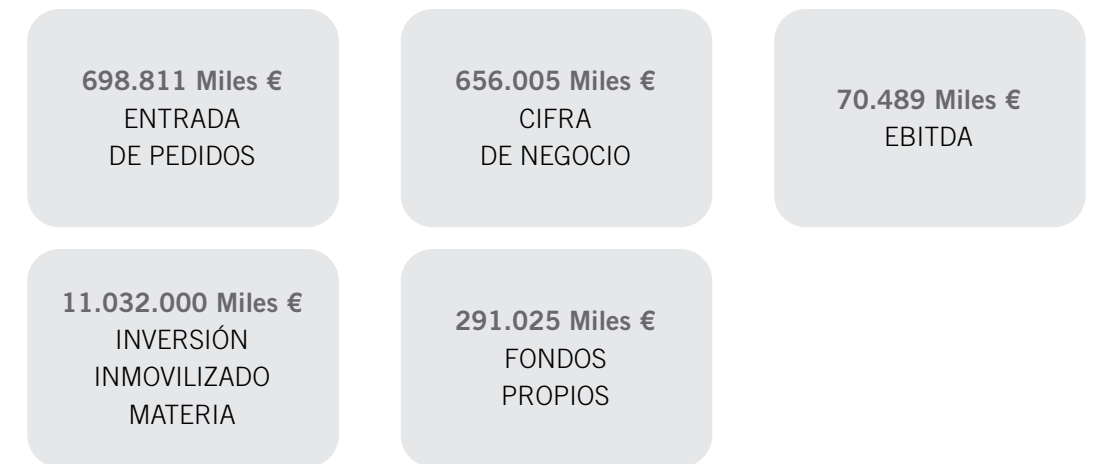 698.811 Miles €
ENTRADA
DE PEDIDOS
656.005 Miles €
CIFRA
DE NEGOCIO
70.489 Miles €
EBITDA
11.032.000 Miles €
INVERSIÓN
INMOVILIZADO
MATERIA
291.025 Miles €
FONDOS
PROPIOS